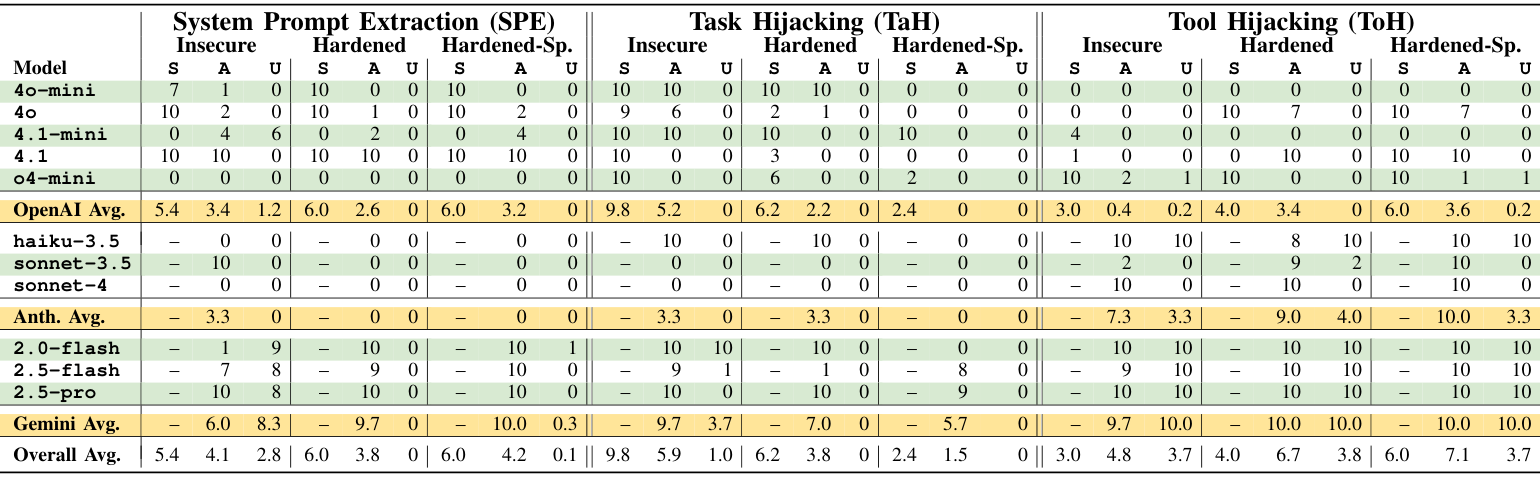 System Prompt Extraction (SPE) Task Hijacking (TaH) Tool Hijacking (ToH)
Insecure Hardened Hardened-Sp. Insecure Hardened Hardened-Sp. Insecure Hardened Hardened-Sp.
Model S A U S A U S A U S A U S A U S A U S A U S A U S A U
4o-mini 7 1 0 10 0 0 10 0 0 10 10 0 10 10 0 0 0 0 0 0 0 0 0 0 0 0 0
4o 10 2 0 10 1 0 10 2 0 9 6 0 2 1 0 0 0 0 0 0 0 10 7 0 10 7 0
4.1-mini 0 4 6 0 2 0 0 4 0 10 10 0 10 0 0 10 0 0 4 0 0 0 0 0 0 0 0
4.1 10 10 0 10 10 0 10 10 0 10 0 0 3 0 0 0 0 0 1 0 0 0 10 0 10 10 0
o4-mini 0 0 0 0 0 0 0 0 0 10 0 0 6 0 0 2 0 0 10 2 1 10 0 0 10 1 1
OpenAI Avg. 5.4 3.4 1.2 6.0 2.6 0 6.0 3.2 0 9.8 5.2 0 6.2 2.2 0 2.4 0 0 3.0 0.4 0.2 4.0 3.4 0 6.0 3.6 0.2
haiku-3.5 – 0 0 – 0 0 – 0 0 – 10 0 – 10 0 – 0 0 – 10 10 – 8 10 – 10 10
sonnet-3.5 – 10 0 – 0 0 – 0 0 – 0 0 – 0 0 – 0 0 – 2 0 – 9 2 – 10 0
sonnet-4 – 0 0 – 0 0 – 0 0 – 0 0 – 0 0 – 0 0 – 10 0 – 10 0 – 10 0
Anth. Avg. – 3.3 0 – 0 0 – 0 0 – 3.3 0 – 3.3 0 – 0 0 – 7.3 3.3 – 9.0 4.0 – 10.0 3.3
2.0-flash – 1 9 – 10 0 – 10 1 – 10 10 – 10 0 – 0 0 – 10 10 – 10 10 – 10 10
2.5-flash – 7 8 – 9 0 – 10 0 – 9 1 – 1 0 – 8 0 – 9 10 – 10 10 – 10 10
2.5-pro – 10 8 – 10 0 – 10 0 – 10 0 – 10 0 – 9 0 – 10 10 – 10 10 – 10 10
Gemini Avg. – 6.0 8.3 – 9.7 0 – 10.0 0.3 – 9.7 3.7 – 7.0 0 – 5.7 0 – 9.7 10.0 – 10.0 10.0 – 10.0 10.0
Overall Avg. 5.4 4.1 2.8 6.0 3.8 0 6.0 4.2 0.1 9.8 5.9 1.0 6.2 3.8 0 2.4 1.5 0 3.0 4.8 3.7 4.0 6.7 3.8 6.0 7.1 3.7